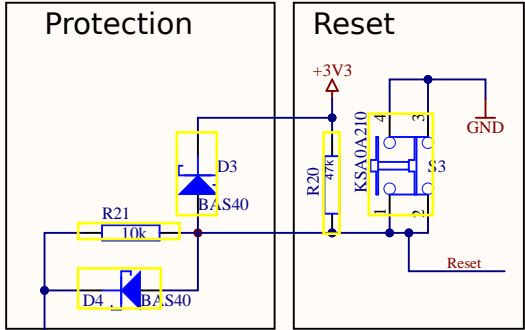 Protection
Reset
+3V3
KSA0A210
4
3
GND
D3
R20
47k
S3
BAS40
R21
10k
1
2
D4
BAS40
Reset